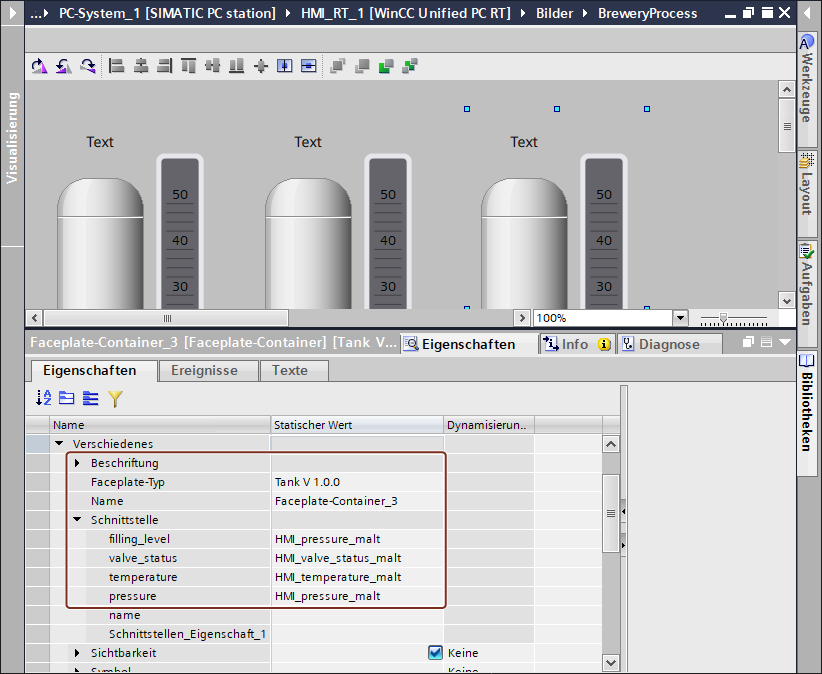 ...▸ PC-System_1 [SIMATIC PC station] ▸ HMI_RT_1 [WinCC Unified PC RT] ▸ Bilder ▸ BreweryProcess
Visualisierung
Text Text Text
50 50 50
40 40 40
30 30 30
100%
Werkzeuge
Layout
Aufgaben
Bibliotheken
Faceplate-Container_3 [Faceplate-Container] [Tank V... Eigenschaften Info Diagnose
Eigenschaften Ereignisse Texte
Name Statischer Wert Dynamisierun..
Verschiedenes
Beschriftung
Faceplate-Typ Tank V 1.0.0
Name Faceplate-Container_3
Schnittstelle
filling_level HMI_pressure_malt
valve_status HMI_valve_status_malt
temperature HMI_temperature_malt
pressure HMI_pressure_malt
name
Schnittstellen_Eigenschaft_1
Sichtbarkeit Keine
Symbol Keine